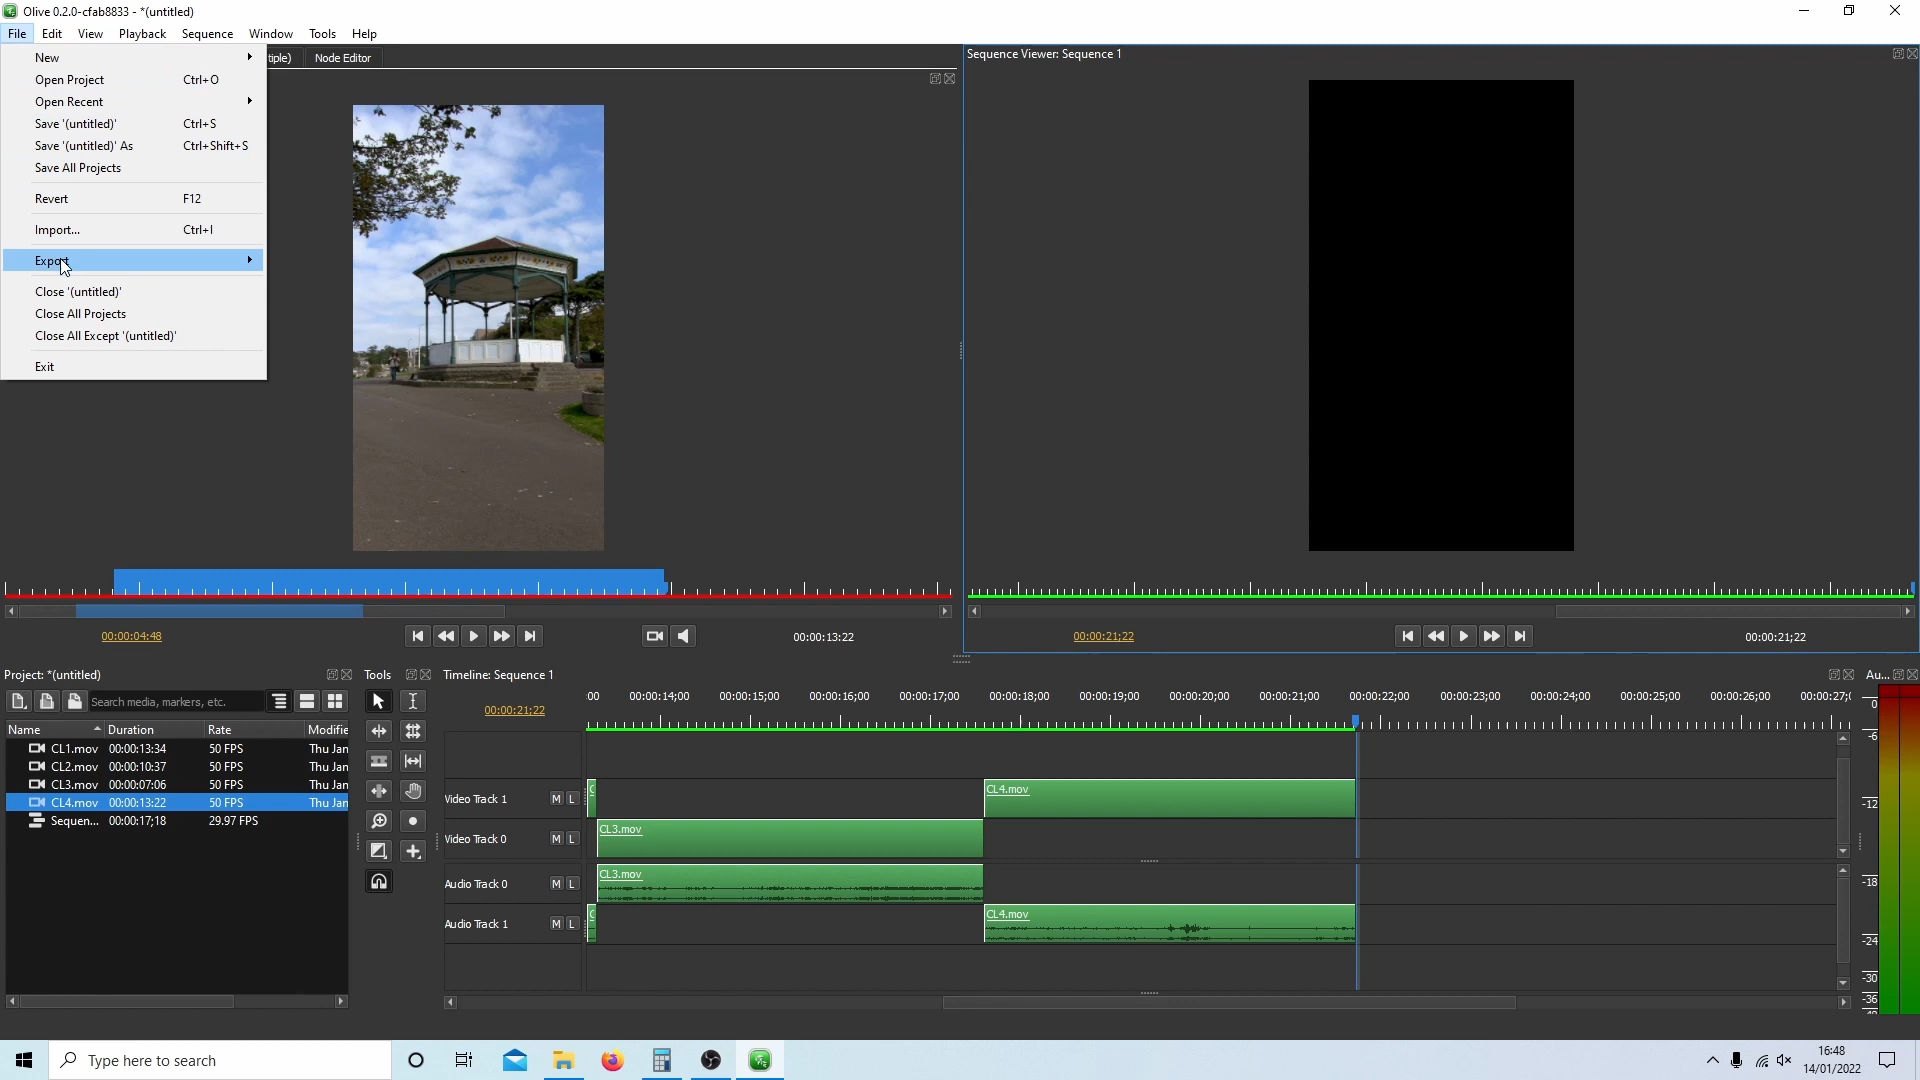 Olive 0.2.0-cfab8833 - *(untitled)
File Edit View Playback Sequence Window Tools Help
New
Open Project Ctrl+O
Open Recent
Save '(untitled)' Ctrl+S
Save '(untitled)' As Ctrl+Shift+S
Save All Projects
Revert F12
Import... Ctrl+I
Export
Close '(untitled)'
Close All Projects
Close All Except '(untitled)'
Exit
tiple) Node Editor
Sequence Viewer: Sequence 1
00:00:04:48 00:00:13:22
00:00:21;22 00:00:21;22
Project: *(untitled)
Search media, markers, etc.
Name Duration Rate Modifie
CL1.mov 00:00:13:34 50 FPS Thu Jan
CL2.mov 00:00:10:37 50 FPS Thu Jan
CL3.mov 00:00:07:06 50 FPS Thu Jan
CL4.mov 00:00:13:22 50 FPS Thu Jan
Sequen... 00:00:17;18 29.97 FPS
Tools
Timeline: Sequence 1
00:00:21;22
:00 00:00:14;00 00:00:15;00 00:00:16;00 00:00:17;00 00:00:18;00 00:00:19;00 00:00:20;00 00:00:21;00 00:00:22;00 00:00:23;00 00:00:24;00 00:00:25;00 00:00:26;00 00:00:27;
Video Track 1 M L CL4.mov
Video Track 0 M L CL3.mov
Audio Track 0 M L CL3.mov
Audio Track 1 M L CL4.mov
Au...
0
-6
-12
-18
-24
-30
-36
Type here to search
16:48
14/01/2022